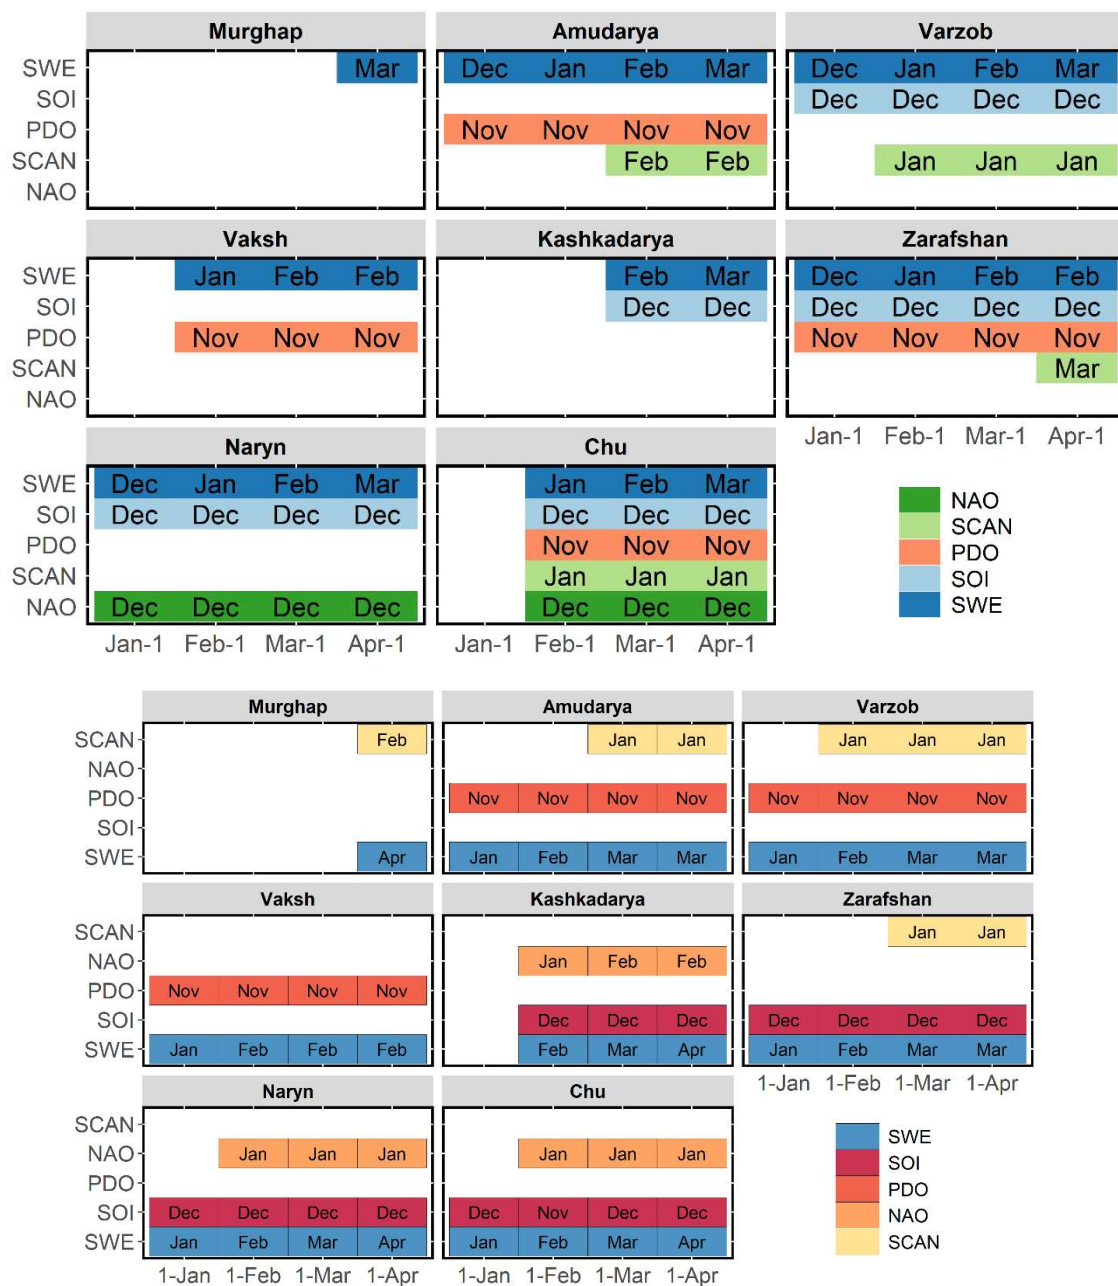 Murghap Amudarya Varzob
SWE Mar Dec Jan Feb Mar Dec Jan Feb Mar
SOI Dec Dec Dec Dec
PDO Nov Nov Nov Nov
SCAN Feb Feb Jan Jan Jan
NAO
Vaksh Kashkadarya Zarafshan
SWE Jan Feb Feb Feb Mar Dec Jan Feb Feb
SOI Dec Dec Dec Dec Dec Dec
PDO Nov Nov Nov Nov Nov Nov Nov
SCAN Mar
NAO
Jan-1 Feb-1 Mar-1 Apr-1
Naryn Chu
SWE Dec Jan Feb Mar Jan Feb Mar
SOI Dec Dec Dec Dec Dec Dec Dec
PDO Nov Nov Nov
SCAN Jan Jan Jan
NAO Dec Dec Dec Dec Dec Dec Dec
Jan-1 Feb-1 Mar-1 Apr-1 Jan-1 Feb-1 Mar-1 Apr-1
NAO
SCAN
PDO
SOI
SWE
Murghap Amudarya Varzob
SCAN Feb Jan Jan Jan Jan Jan
NAO
PDO Nov Nov Nov Nov Nov Nov Nov Nov
SOI
SWE Apr Jan Feb Mar Mar Jan Feb Mar Mar
Vaksh Kashkadarya Zarafshan
SCAN Jan Jan
NAO Jan Feb Feb
PDO Nov Nov Nov Nov
SOI Dec Dec Dec Dec Dec Dec Dec
SWE Jan Feb Feb Feb Feb Mar Apr Jan Feb Mar Mar
1-Jan 1-Feb 1-Mar 1-Apr
Naryn Chu
SCAN
NAO Jan Jan Jan Jan Jan Jan
PDO
SOI Dec Dec Dec Dec Dec Nov Dec Dec
SWE Jan Feb Mar Apr Jan Feb Mar Apr
1-Jan 1-Feb 1-Mar 1-Apr 1-Jan 1-Feb 1-Mar 1-Apr
SWE
SOI
PDO
NAO
SCAN